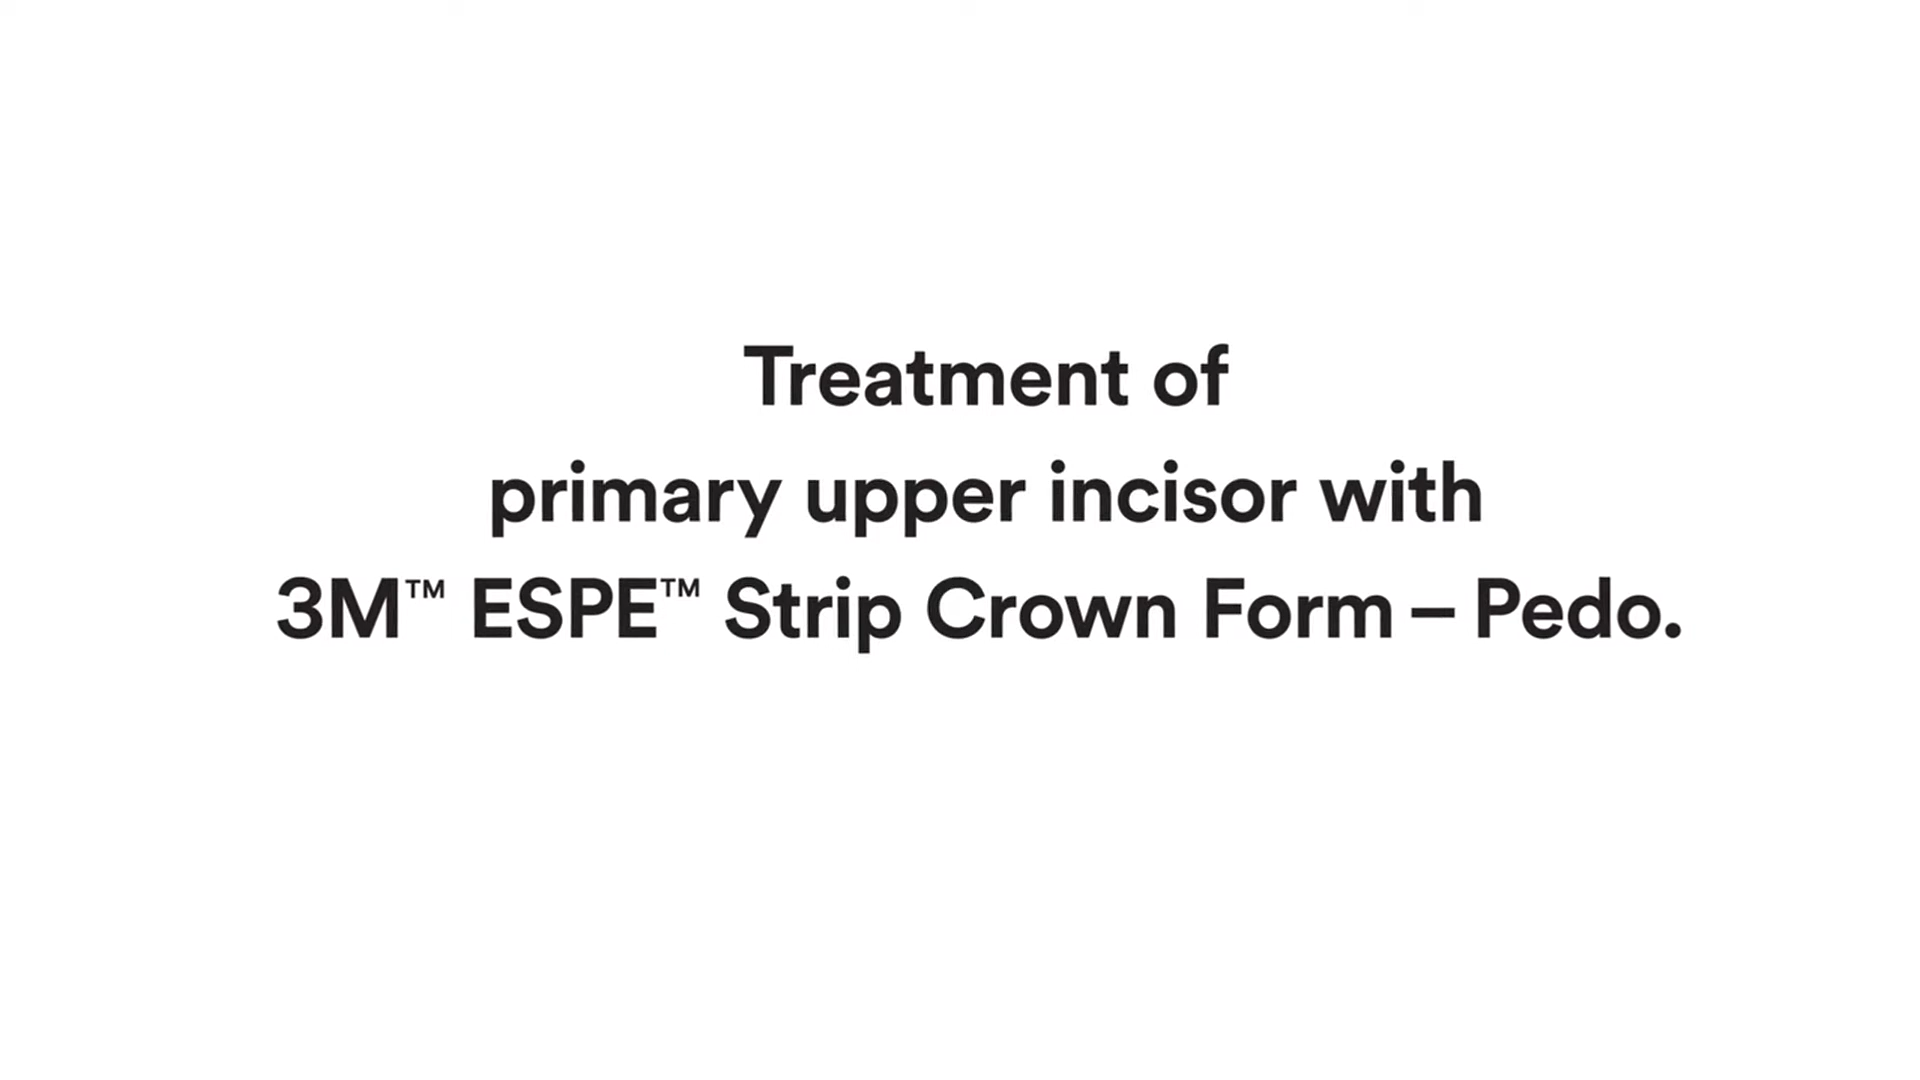 Treatment of
primary upper incisor with
3M™ ESPE™ Strip Crown Form – Pedo.